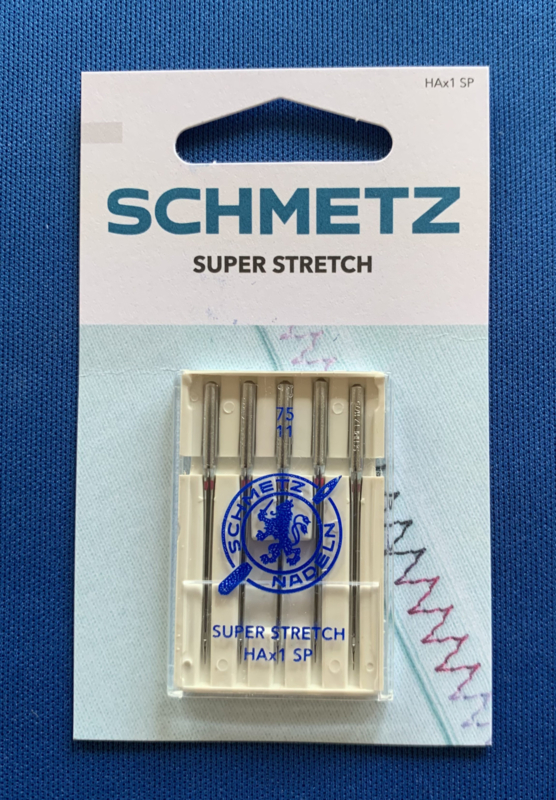 HAx1 SP
SCHMETZ
SUPER STRETCH
75
11
SCHMETZ
NADELN
SUPER STRETCH
HAx1 SP